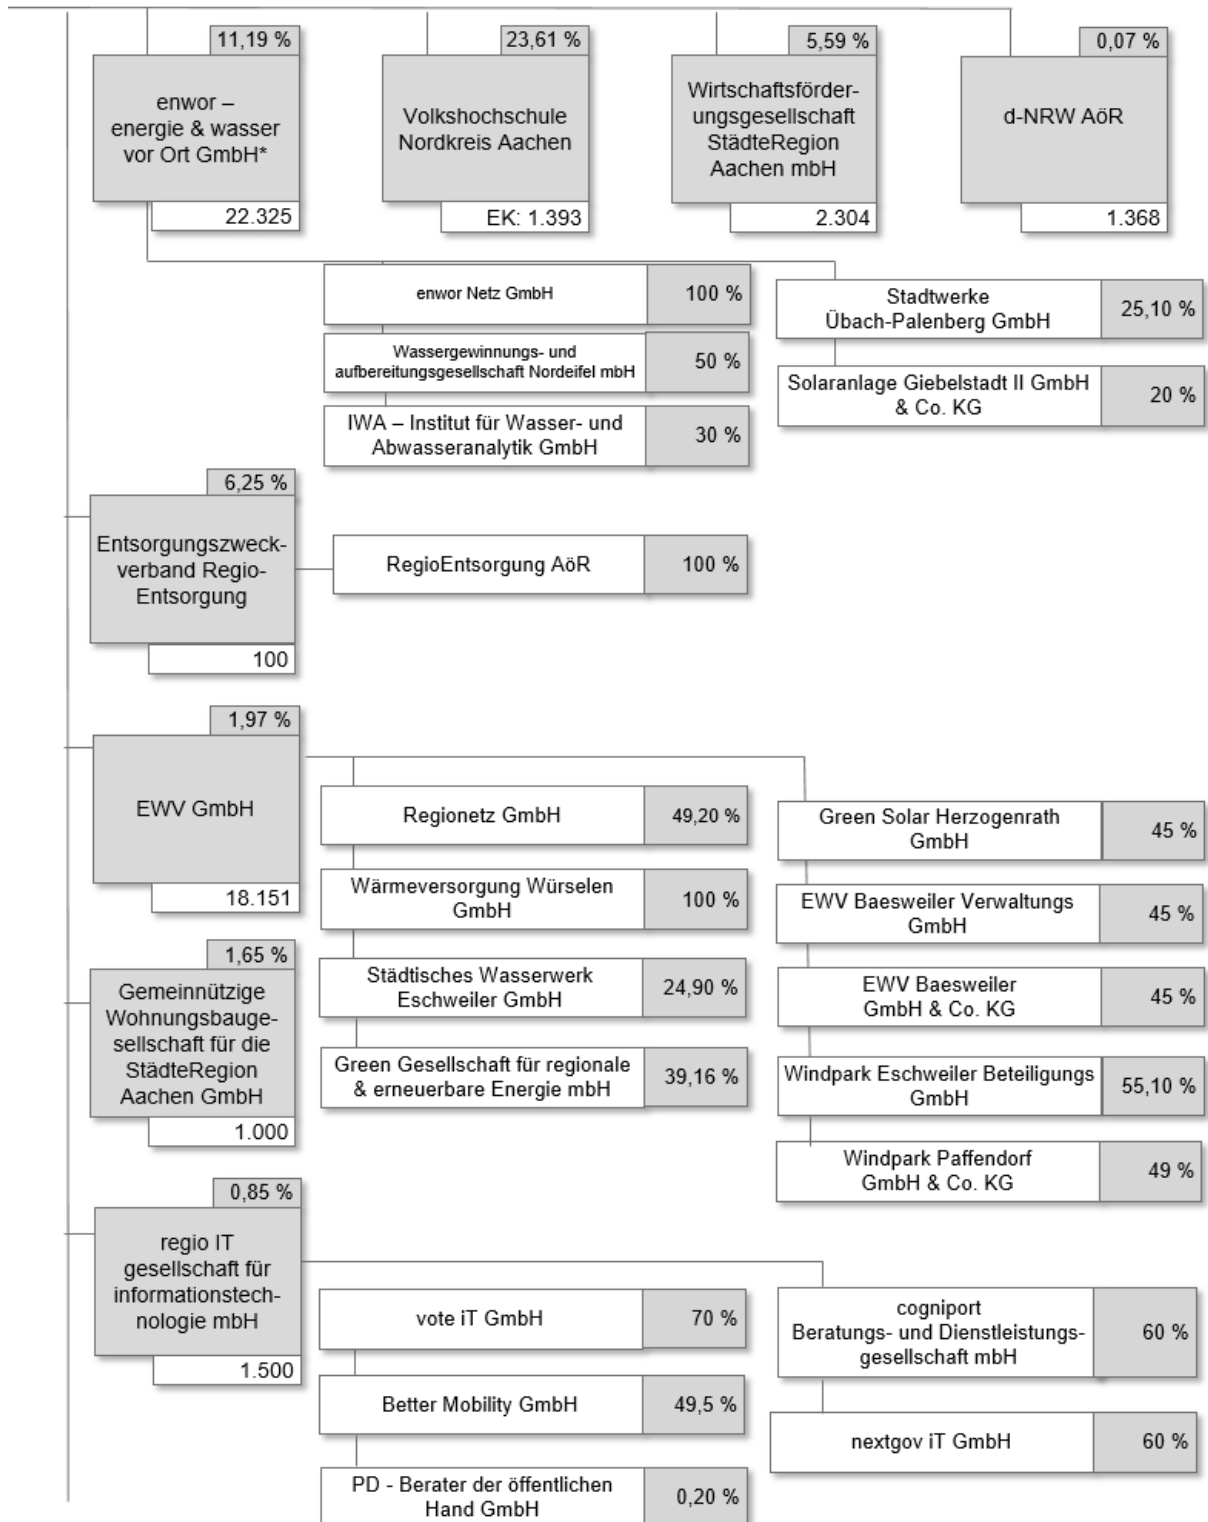 11,19 %
enwor –
energie & wasser
vor Ort GmbH*
22.325
23,61 %
Volkshochschule
Nordkreis Aachen
EK: 1.393
5,59 %
Wirtschaftsförder-
ungsgesellschaft
StädteRegion
Aachen mbH
2.304
0,07 %
d-NRW AöR
1.368
enwor Netz GmbH
100 %
Wassergewinnungs- und
aufbereitungsgesellschaft Nordeifel mbH
50 %
IWA – Institut für Wasser- und
Abwasseranalytik GmbH
30 %
Stadtwerke
Übach-Palenberg GmbH
25,10 %
Solaranlage Giebelstadt II GmbH
& Co. KG
20 %
6,25 %
Entsorgungszweck-
verband Regio-
Entsorgung
100
RegioEntsorgung AöR
100 %
1,97 %
EWV GmbH
18.151
Regionetz GmbH
49,20 %
Wärmeversorgung Würselen
GmbH
100 %
Städtisches Wasserwerk
Eschweiler GmbH
24,90 %
Green Gesellschaft für regionale
& erneuerbare Energie mbH
39,16 %
Green Solar Herzogenrath
GmbH
45 %
EWV Baesweiler Verwaltungs
GmbH
45 %
EWV Baesweiler
GmbH & Co. KG
45 %
Windpark Eschweiler Beteiligungs
GmbH
55,10 %
Windpark Paffendorf
GmbH & Co. KG
49 %
1,65 %
Gemeinnützige
Wohnungsbauge-
sellschaft für die
StädteRegion
Aachen GmbH
1.000
0,85 %
regio IT
gesellschaft für
informationstech-
nologie mbH
1.500
vote iT GmbH
70 %
Better Mobility GmbH
49,5 %
PD - Berater der öffentlichen
Hand GmbH
0,20 %
cogniport
Beratungs- und Dienstleistungs-
gesellschaft mbH
60 %
nextgov iT GmbH
60 %